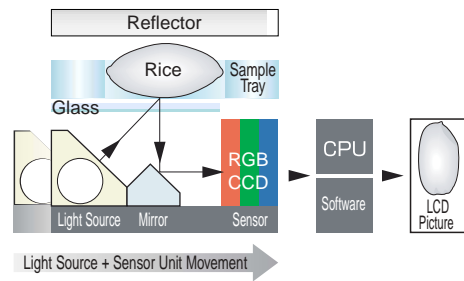 Reflector
Rice
Sample
Tray
Glass
RGB
CCD
CPU
Software
Light Source
Mirror
Sensor
LCD
Picture
Light Source + Sensor Unit Movement